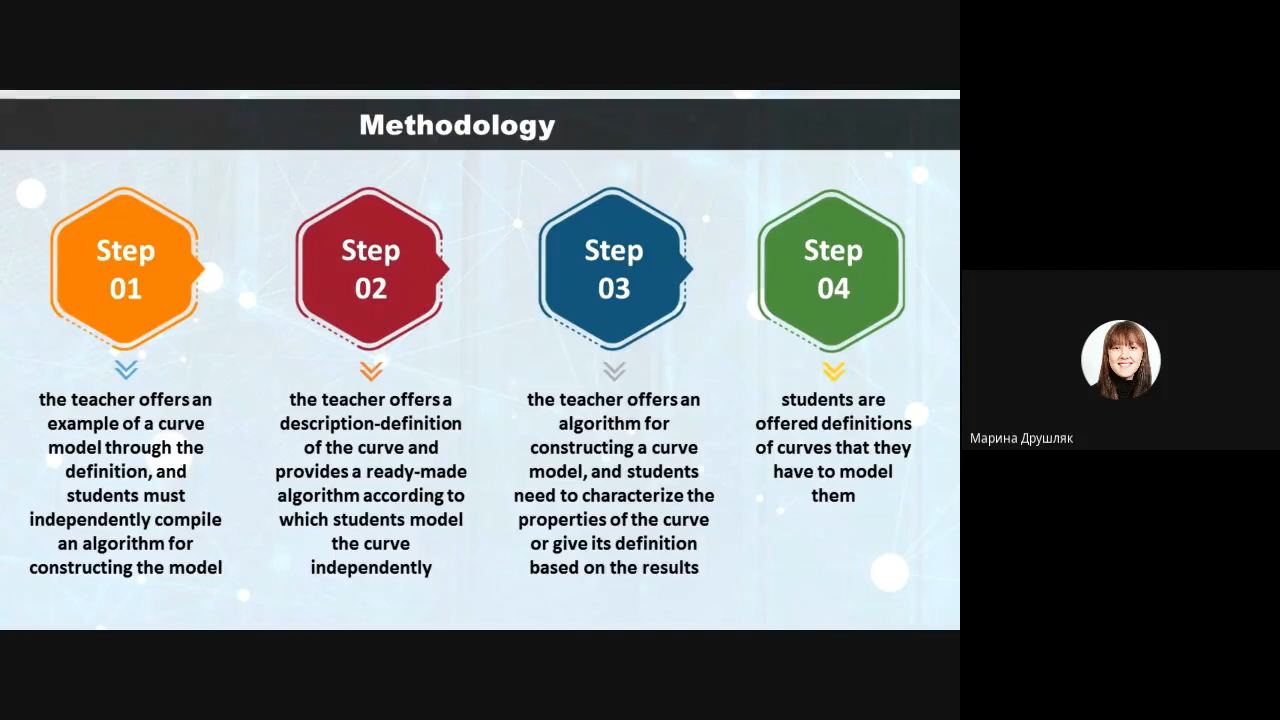 Methodology
Step
01
the teacher offers an
example of a curve
model through the
definition, and
students must
independently compile
an algorithm for
constructing the model
Step
02
the teacher offers a
description-definition
of the curve and
provides a ready-made
algorithm according to
which students model
the curve
independently
Step
03
the teacher offers an
algorithm for
constructing a curve
model, and students
need to characterize the
properties of the curve
or give its definition
based on the results
Step
04
students are
offered definitions
of curves that they
have to model
them
Марина Друшляк